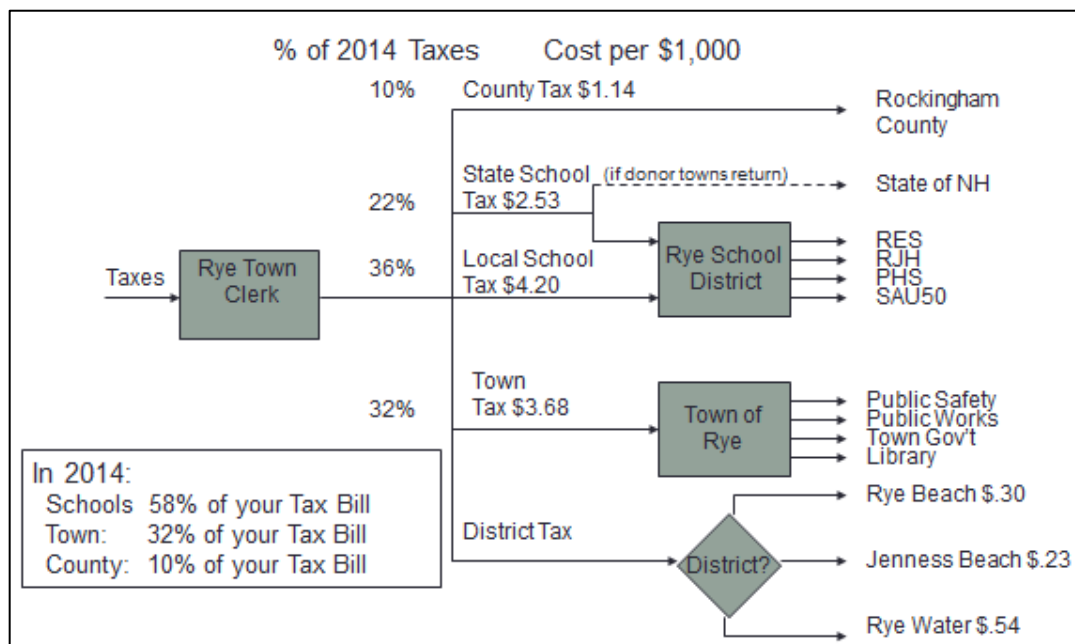 % of 2014 Taxes Cost per $1,000
10% County Tax $1.14
Rockingham
County
State School (if donor towns return)
Tax $2.53
State of NH
22%
Taxes
Rye Town
Clerk
36%
Local School
Tax $4.20
Rye School
District
RES
RJH
PHS
SAU50
32%
Town
Tax $3.68
Town of
Rye
Public Safety
Public Works
Town Gov't
Library
In 2014:
Schools 58% of your Tax Bill
Town: 32% of your Tax Bill
County: 10% of your Tax Bill
District Tax
District?
Rye Beach $.30
Jenness Beach $.23
Rye Water $.54